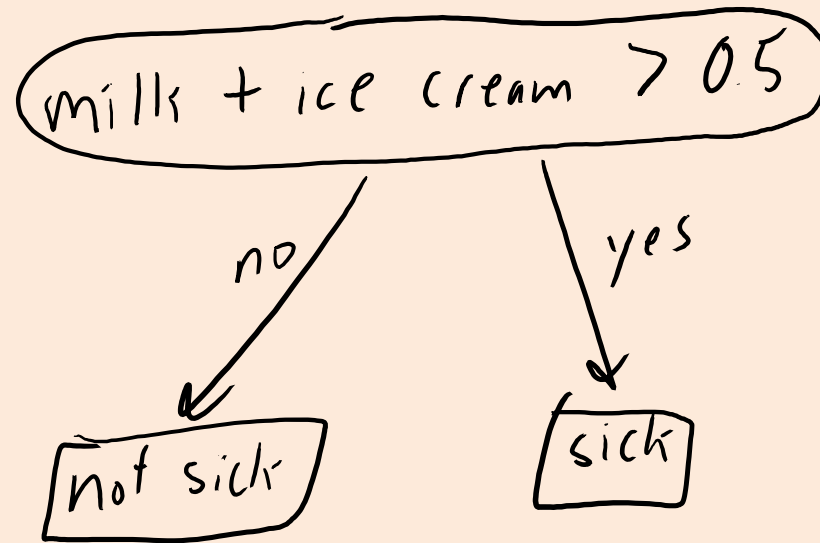 milk + ice cream > 0.5
no
yes
not sick
sick